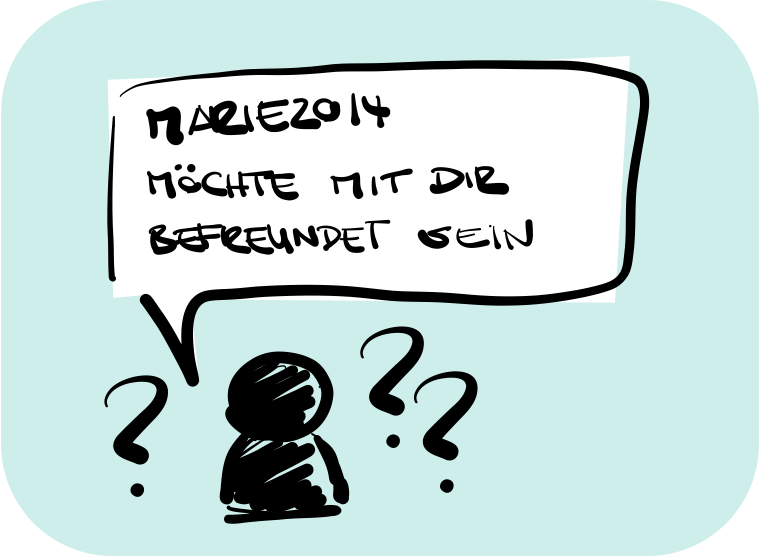 MARIE2014
MÖCHTE MIT DIR
BEFREUNDET SEIN
? ? ?